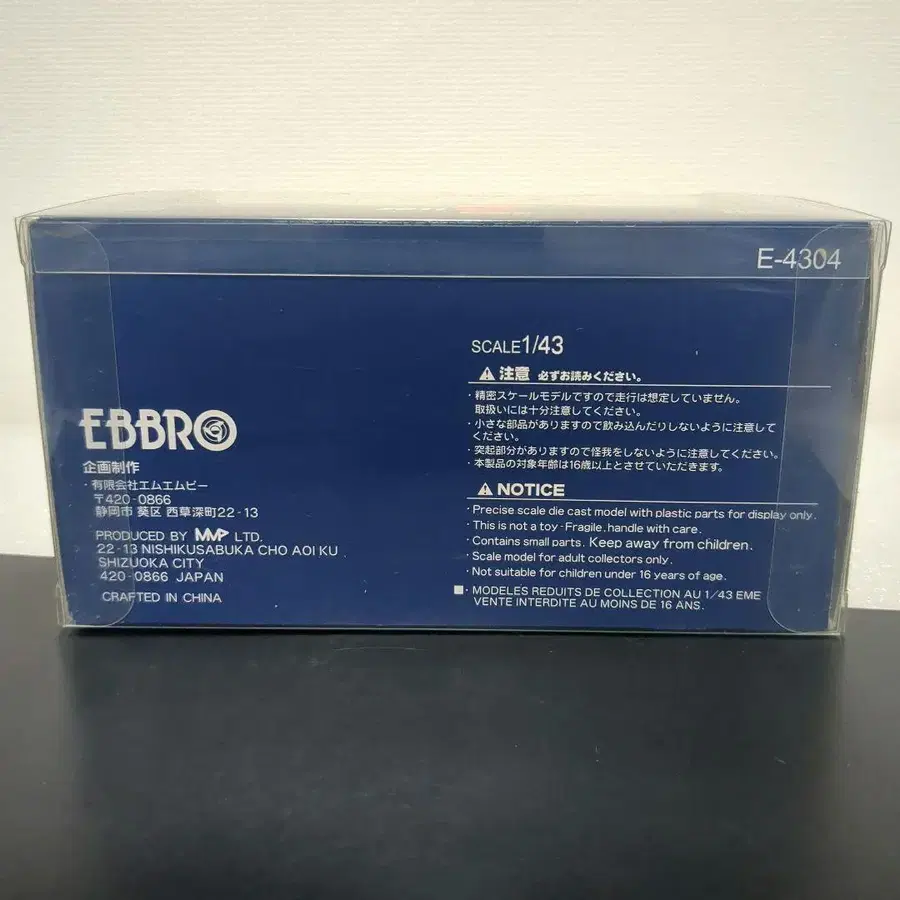 E-4304
EBBRO
企画制作
・有限会社エムエムピー
〒420-0866
静岡市 葵区 西草深町22-13
PRODUCED BY MMP LTD.
22-13 NISHIKUSABUKA CHO AOI KU
SHIZUOKA CITY
420-0866 JAPAN
CRAFTED IN CHINA
SCALE1/43
注意 必ずお読みください。
・精密スケールモデルですので走行は想定していません。
取扱いには十分注意してください。
・小さな部品がありますので飲み込んだりしないように注意して
ください。
・突起部分がありますので怪我をしないように注意してください。
・本製品の対象年齢は16歳以上とさせていただきます。
NOTICE
・Precise scale die cast model with plastic parts for display only.
・This is not a toy・Fragile, handle with care.
・Contains small parts. Keep away from children.
・Scale model for adult collectors only.
・Not suitable for children under 16 years of age.
■・MODELES REDUITS DE COLLECTION AU 1/43 EME
VENTE INTERDITE AU MOINS DE 16 ANS.